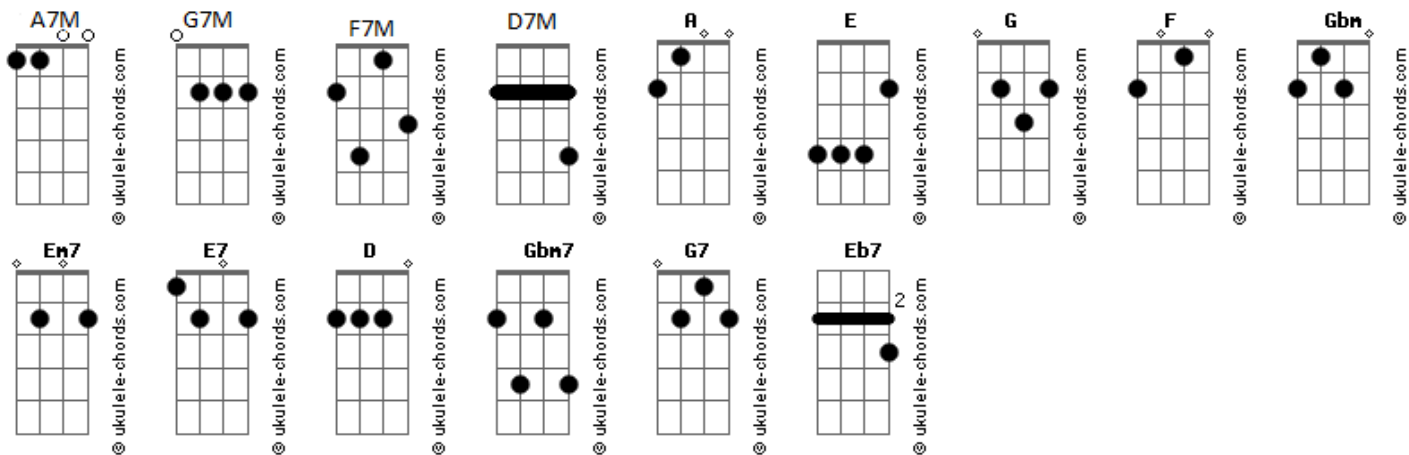 A7M G7M F7M D7M A E G F Gbm
© ukulele-chords.com © ukulele-chords.com © ukulele-chords.com © ukulele-chords.com © ukulele-chords.com © ukulele-chords.com © ukulele-chords.com © ukulele-chords.com © ukulele-chords.com
Em7 E7 D Gbm7 G7 Eb7
2
© ukulele-chords.com © ukulele-chords.com © ukulele-chords.com © ukulele-chords.com © ukulele-chords.com © ukulele-chords.com